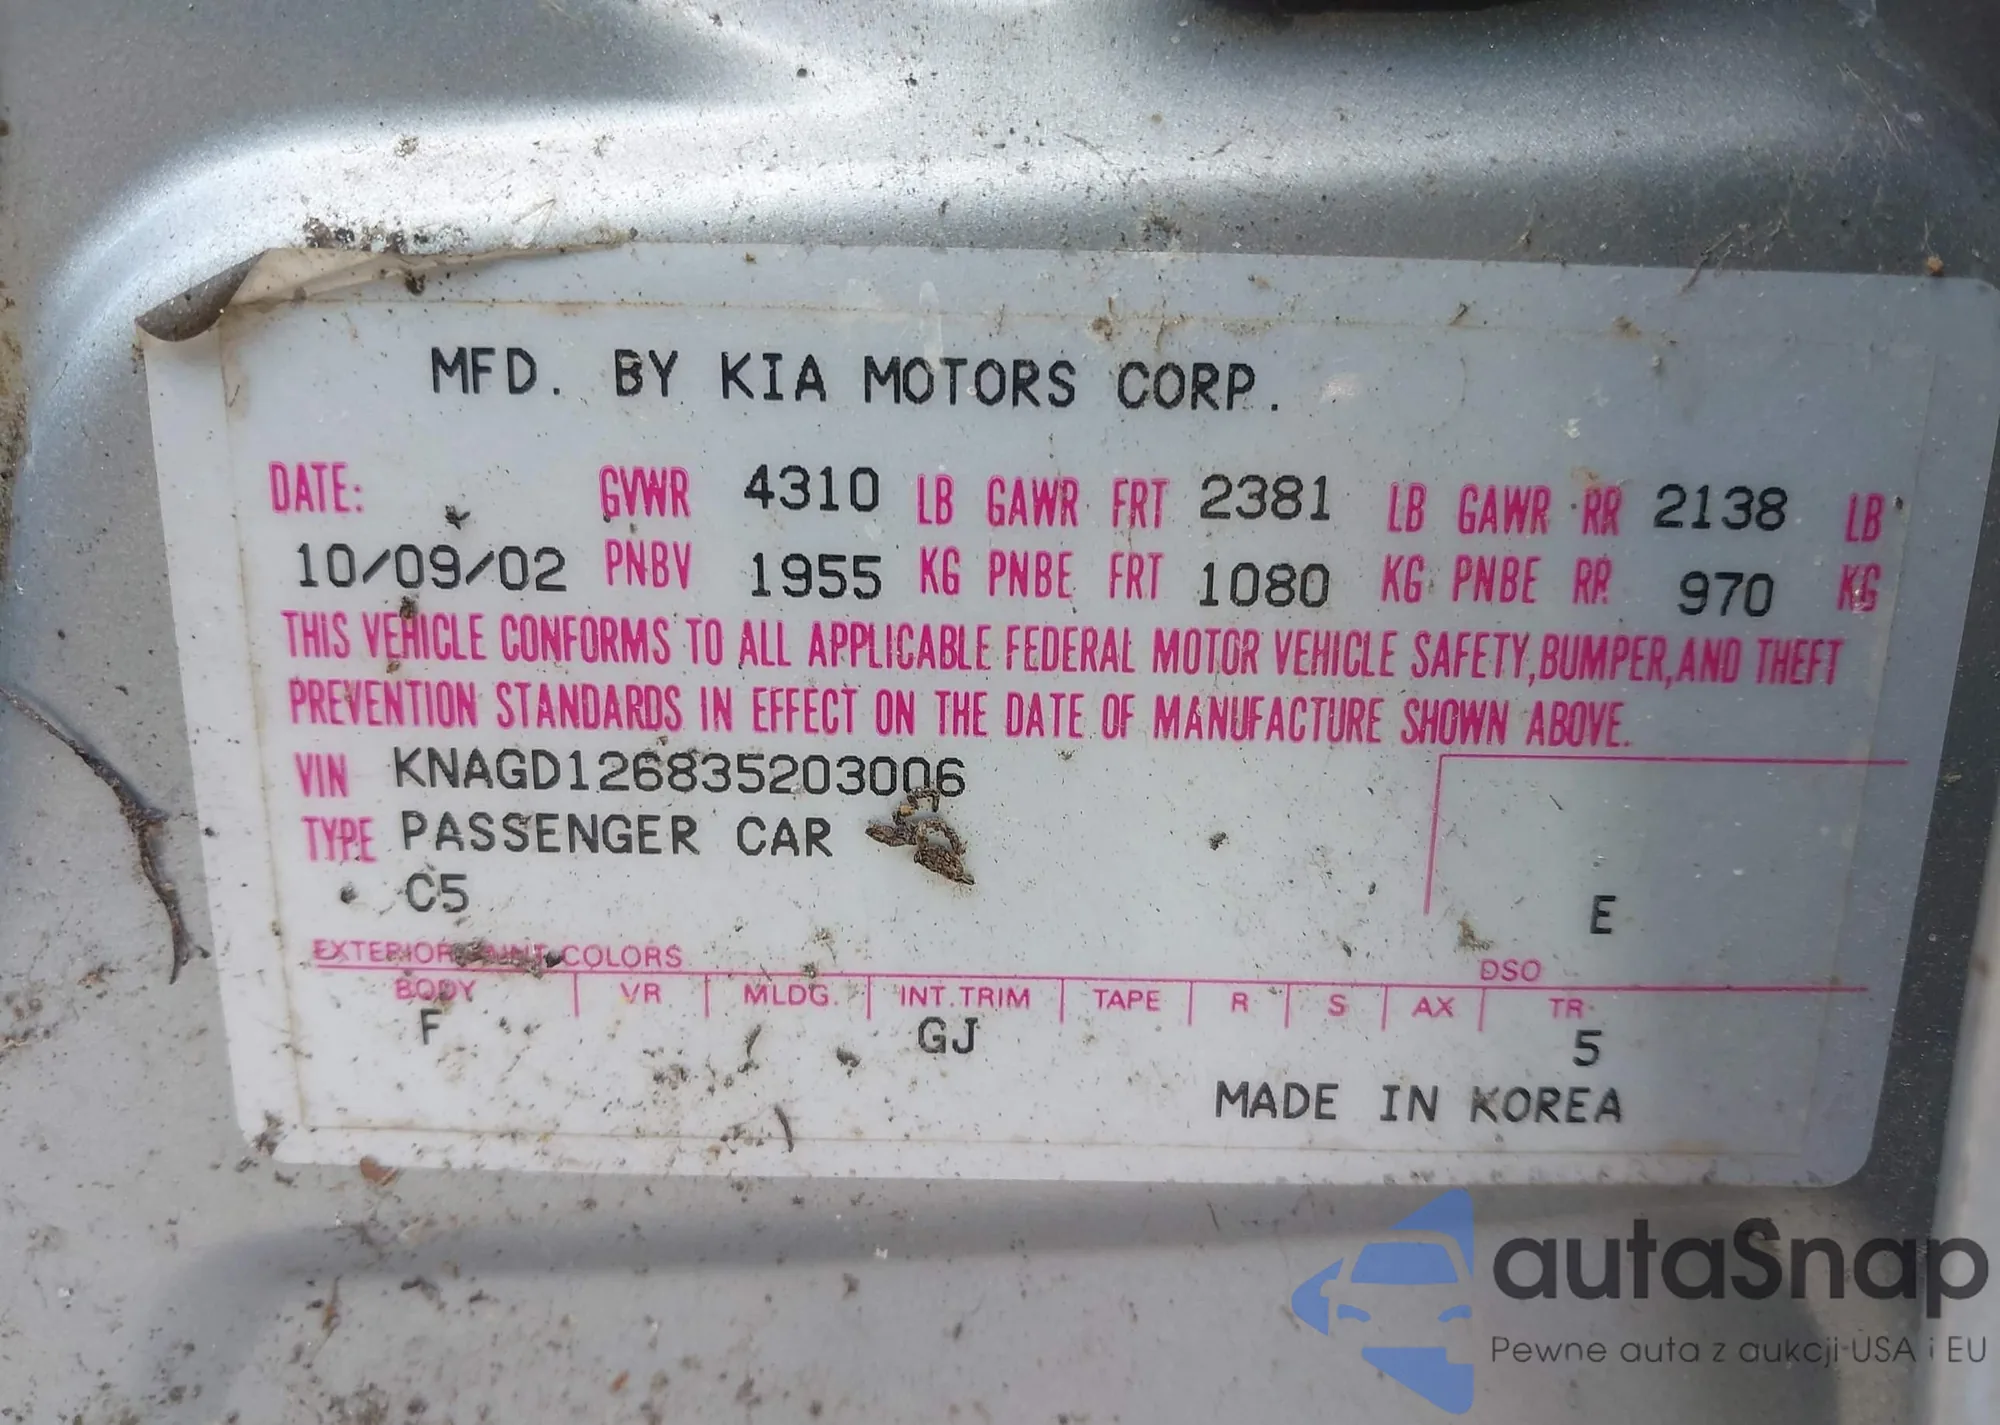 MFD. BY KIA MOTORS CORP.
DATE: GVWR 4310 LB GAWR FRT 2381 LB GAWR RR 2138 LB
10/09/02 PNBV 1955 KG PNBE FRT 1080 KG PNBE RR 970 KG
THIS VEHICLE CONFORMS TO ALL APPLICABLE FEDERAL MOTOR VEHICLE SAFETY,BUMPER,AND THEFT
PREVENTION STANDARDS IN EFFECT ON THE DATE OF MANUFACTURE SHOWN ABOVE.
VIN KNAGD126835203006
TYPE PASSENGER CAR
C5
E
EXTERIOR PAINT COLORS DSO
BODY VR MLDG. INT.TRIM TAPE R S AX TR
F GJ 5
MADE IN KOREA
autaSnap
Pewne auta z aukcji USA i EU